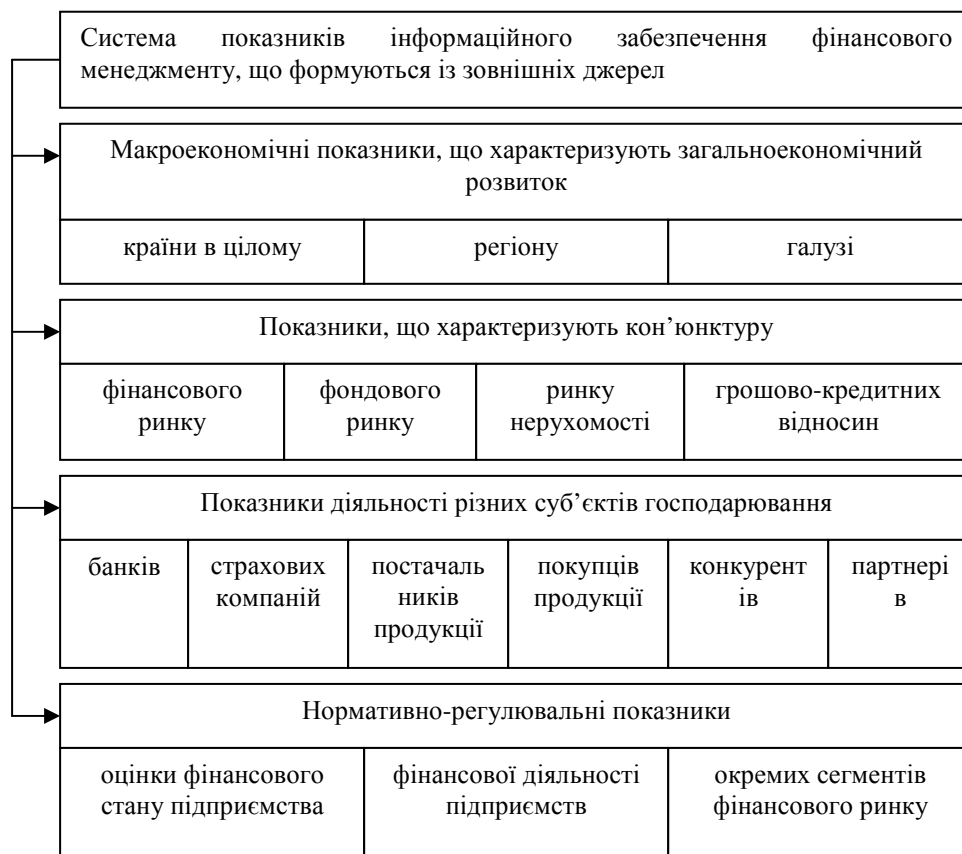 Система показників інформаційного забезпечення фінансового
менеджменту, що формуються із зовнішніх джерел
Макроекономічні показники, що характеризують загальноекономічний
розвиток
країни в цілому
регіону
галузі
Показники, що характеризують кон’юнктуру
фінансового
ринку
фондового
ринку
ринку
нерухомості
грошово-кредитних
відносин
Показники діяльності різних суб’єктів господарювання
банків
страхових
компаній
постачаль
ників
продукції
покупців
продукції
конкурент
ів
партнері
в
Нормативно-регулювальні показники
оцінки фінансового
стану підприємства
фінансової діяльності
підприємств
окремих сегментів
фінансового ринку